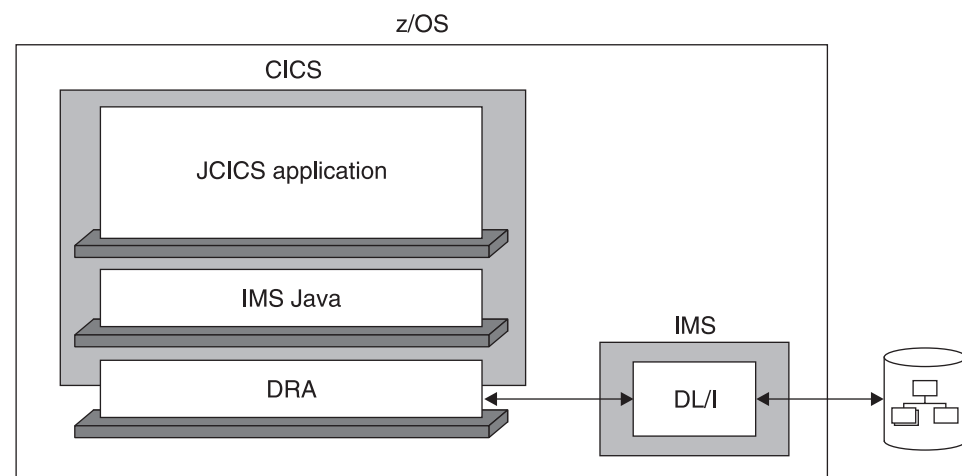 z/OS
CICS
JCICS application
IMS Java
DRA
IMS
DL/I